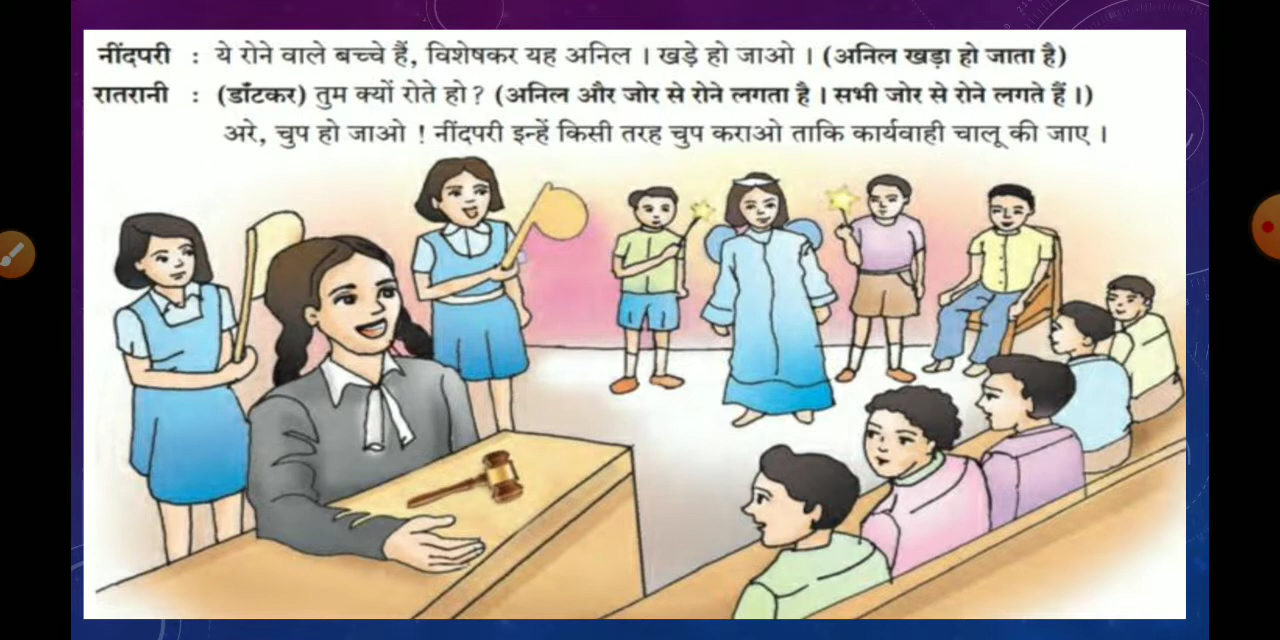 नींदपरी : ये रोने वाले बच्चे हैं, विशेषकर यह अनिल । खड़े हो जाओ । (अनिल खड़ा हो जाता है)
रातरानी : (डाँटकर) तुम क्यों रोते हो ? (अनिल और जोर से रोने लगता है । सभी जोर से रोने लगते हैं ।)
अरे, चुप हो जाओ ! नींदपरी इन्हें किसी तरह चुप कराओ ताकि कार्यवाही चालू की जाए ।